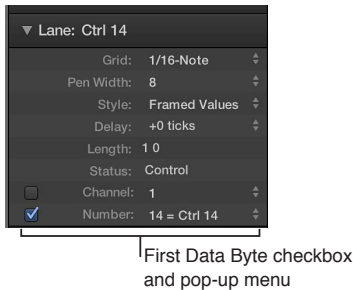 Lane: Ctrl 14
Grid: 1/16-Note
Pen Width: 8
Style: Framed Values
Delay: +0 ticks
Length: 1 0
Status: Control
Channel: 1
Number: 14 = Ctrl 14
First Data Byte checkbox
and pop-up menu